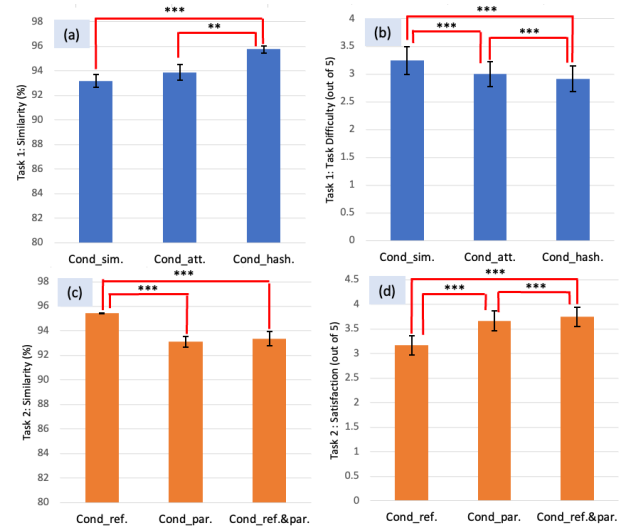 (a)
***
**
Task 1: Similarity (%)
98
96
94
92
90
88
86
84
82
80
Cond_sim.
Cond_att.
Cond_hash.
(b)
***
***
***
Task 1: Task Difficulty (out of 5)
4
3.5
3
2.5
2
1.5
1
0.5
0
Cond_sim.
Cond_att.
Cond_hash.
(c)
***
***
Task 2: Similarity (%)
98
96
94
92
90
88
86
84
82
80
Cond_ref.
Cond_par.
Cond_ref.&par.
(d)
***
***
***
Task 2 : Satisfaction (out of 5)
4.5
4
3.5
3
2.5
2
1.5
1
0.5
0
Cond_ref.
Cond_par.
Cond_ref.&par.